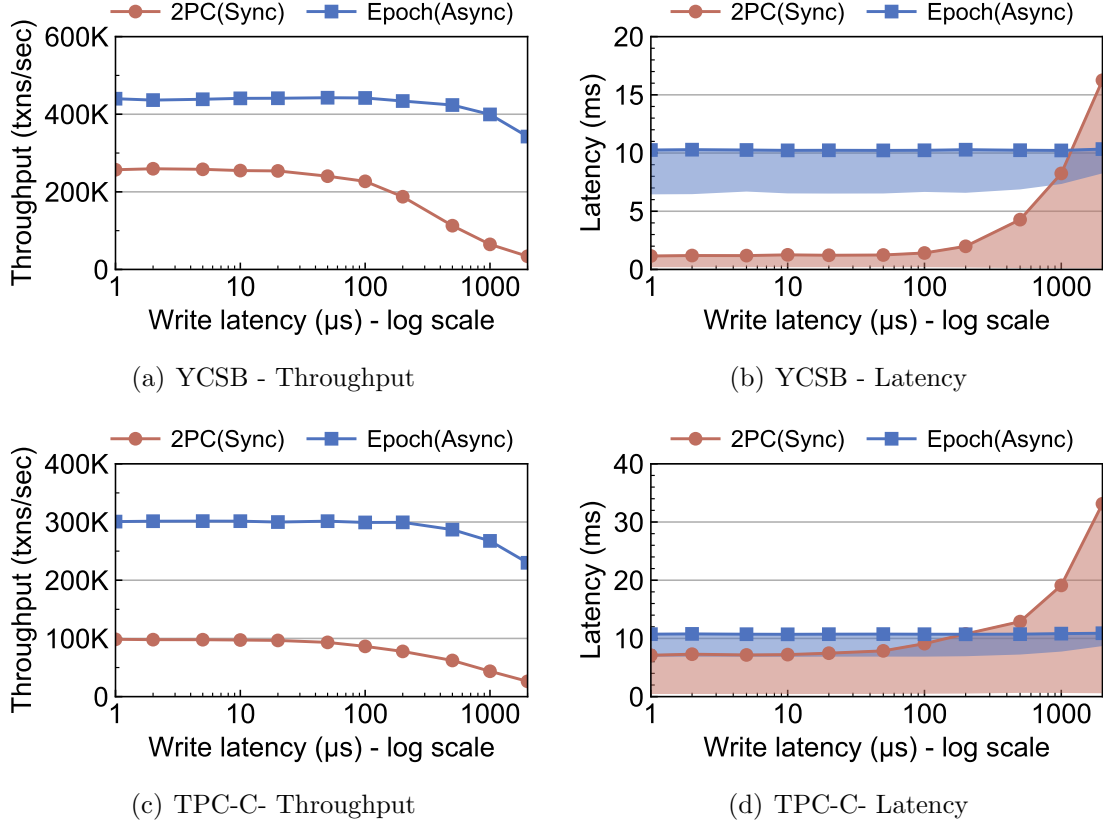 2PC(Sync) Epoch(Async)
600K
400K
200K
0
Throughput (txns/sec)
1 10 100 1000
Write latency (µs) - log scale
(a) YCSB - Throughput
2PC(Sync) Epoch(Async)
20
15
10
5
0
Latency (ms)
1 10 100 1000
Write latency (µs) - log scale
(b) YCSB - Latency
2PC(Sync) Epoch(Async)
400K
300K
200K
100K
0
Throughput (txns/sec)
1 10 100 1000
Write latency (µs) - log scale
(c) TPC-C- Throughput
2PC(Sync) Epoch(Async)
40
30
20
10
0
Latency (ms)
1 10 100 1000
Write latency (µs) - log scale
(d) TPC-C- Latency